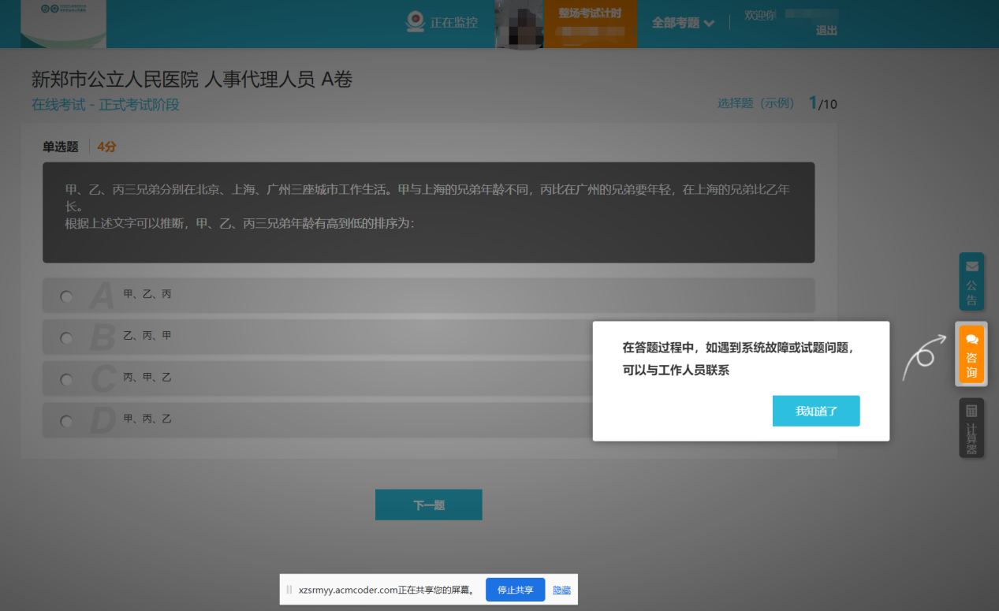 正在监控
整场考试计时
全部考题
欢迎你
退出
新郑市公立人民医院 人事代理人员 A卷
在线考试 - 正式考试阶段
选择题（示例） 1/10
单选题 4分
甲、乙、丙三兄弟分别在北京、上海、广州三座城市工作生活。甲与上海的兄弟年龄不同，丙比在广州的兄弟要年轻，在上海的兄弟比乙年
长。
根据上述文字可以推断，甲、乙、丙三兄弟年龄有高到低的排序为：
A 甲、乙、丙
B 乙、丙、甲
C 丙、甲、乙
D 甲、丙、乙
公告
在答题过程中，如遇到系统故障或试题问题，
可以与工作人员联系
我知道了
咨询
计算器
下一题
xzsrmyy.acmcoder.com正在共享您的屏幕。 停止共享 隐藏